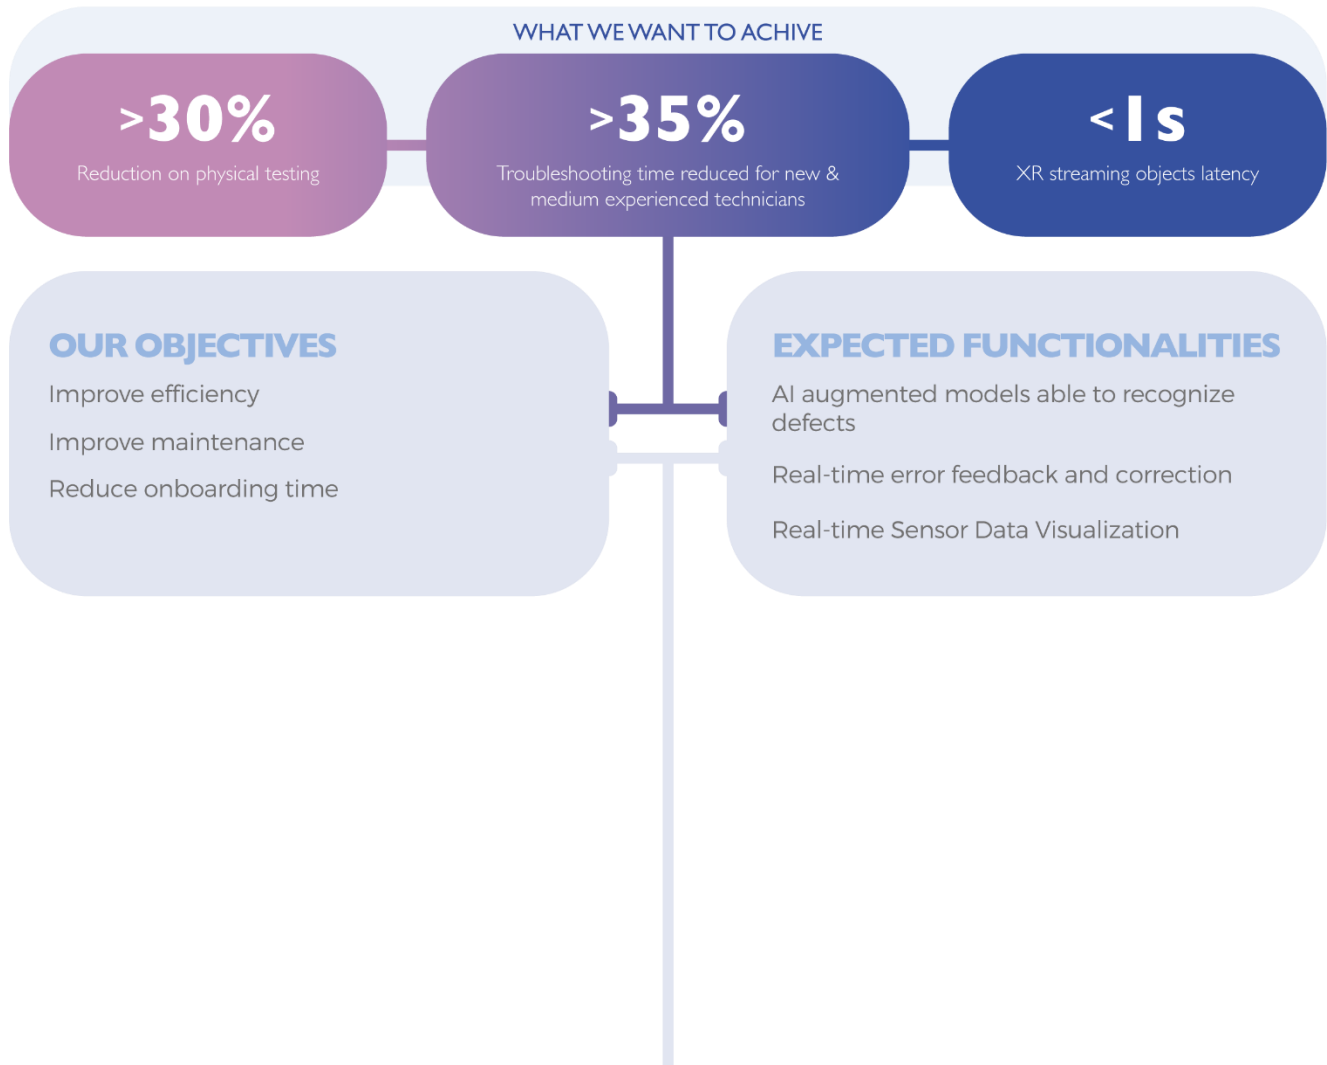 WHAT WE WANT TO ACHIVE
>30%
Reduction on physical testing
>35%
Troubleshooting time reduced for new &
medium experienced technicians
<1s
XR streaming objects latency
OUR OBJECTIVES
Improve efficiency
Improve maintenance
Reduce onboarding time
EXPECTED FUNCTIONALITIES
AI augmented models able to recognize
defects
Real-time error feedback and correction
Real-time Sensor Data Visualization